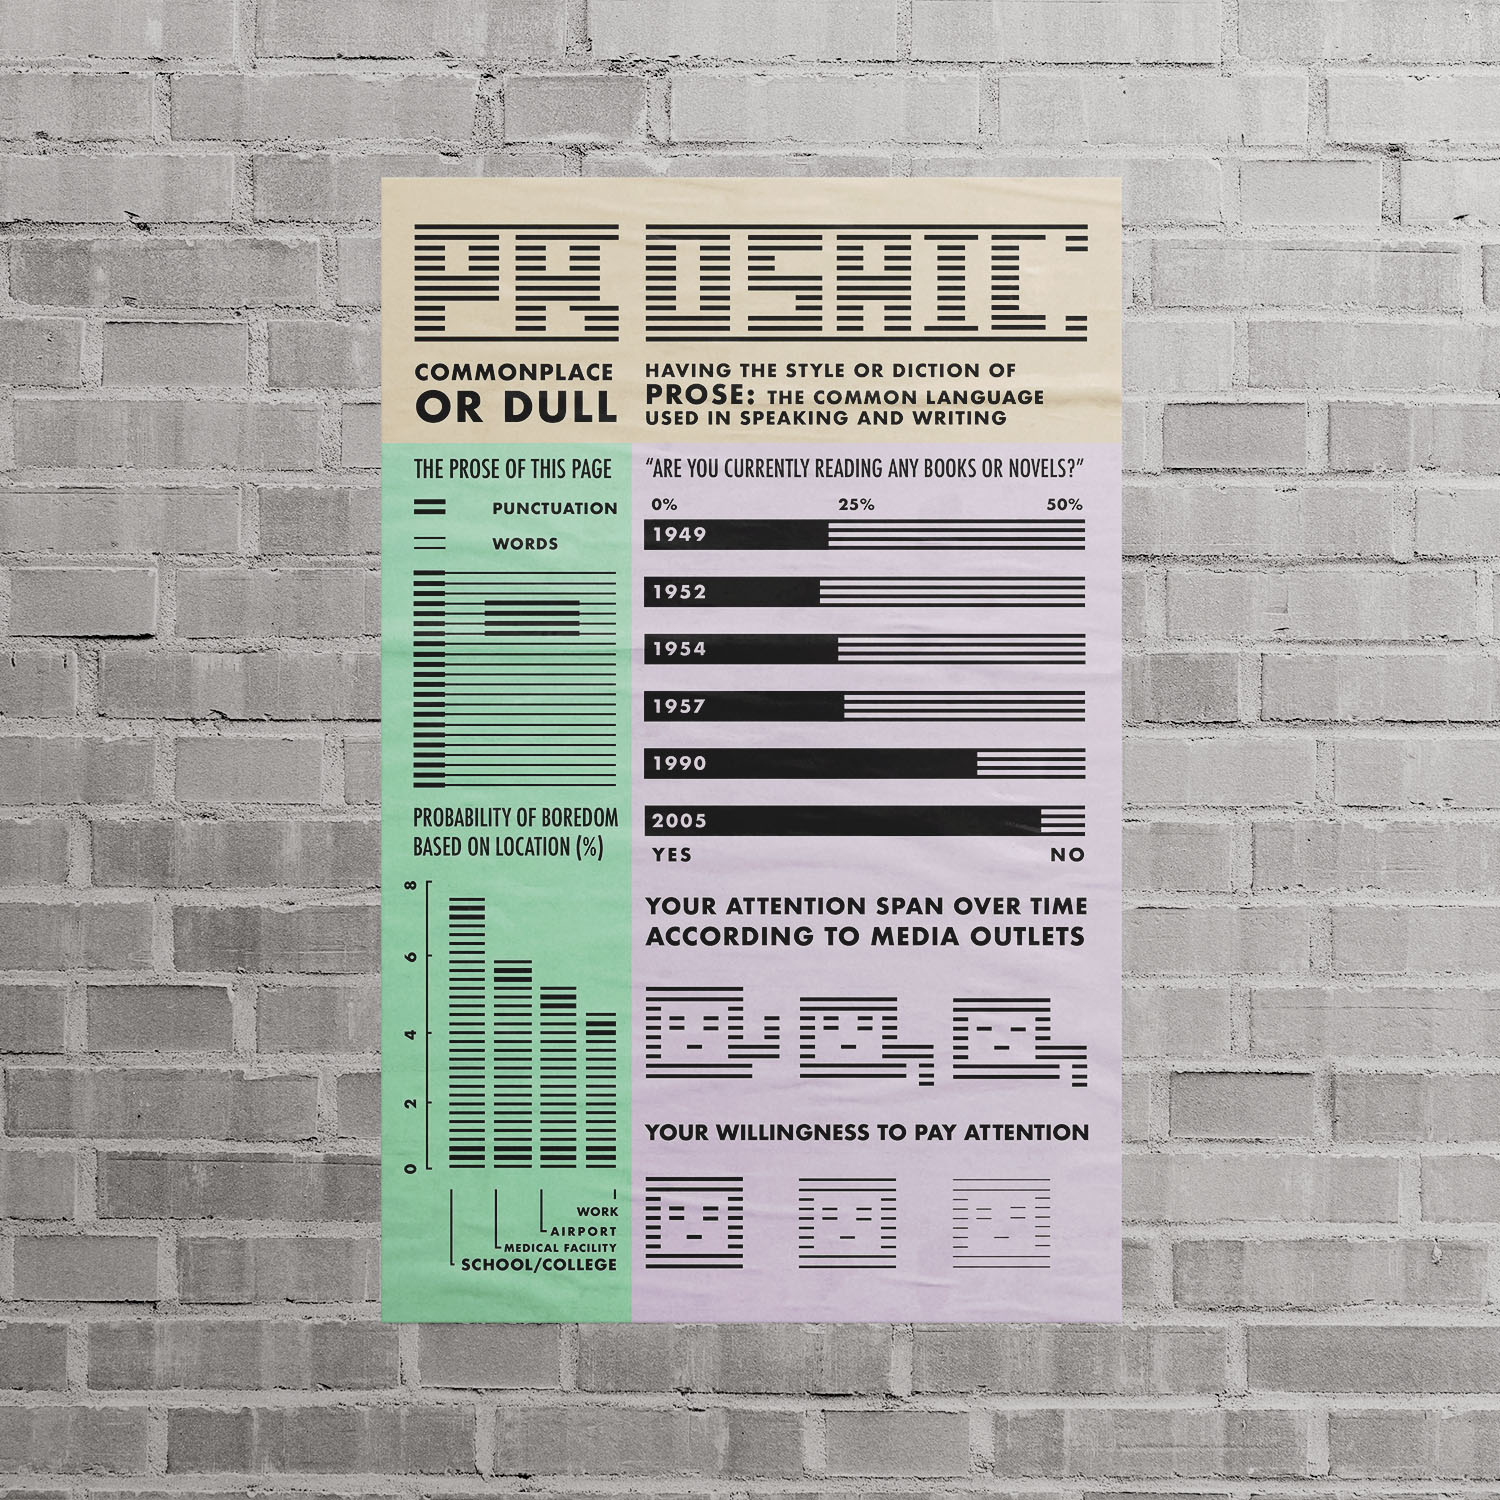 PROSAIC
COMMONPLACE
OR DULL
HAVING THE STYLE OR DICTION OF
PROSE: THE COMMON LANGUAGE
USED IN SPEAKING AND WRITING
THE PROSE OF THIS PAGE
PUNCTUATION
WORDS
PROBABILITY OF BOREDOM
BASED ON LOCATION (%)
8
6
4
2
0
WORK
AIRPORT
MEDICAL FACILITY
SCHOOL/COLLEGE
“ARE YOU CURRENTLY READING ANY BOOKS OR NOVELS?”
0% 25% 50%
1949
1952
1954
1957
1990
2005
YES NO
YOUR ATTENTION SPAN OVER TIME
ACCORDING TO MEDIA OUTLETS
YOUR WILLINGNESS TO PAY ATTENTION